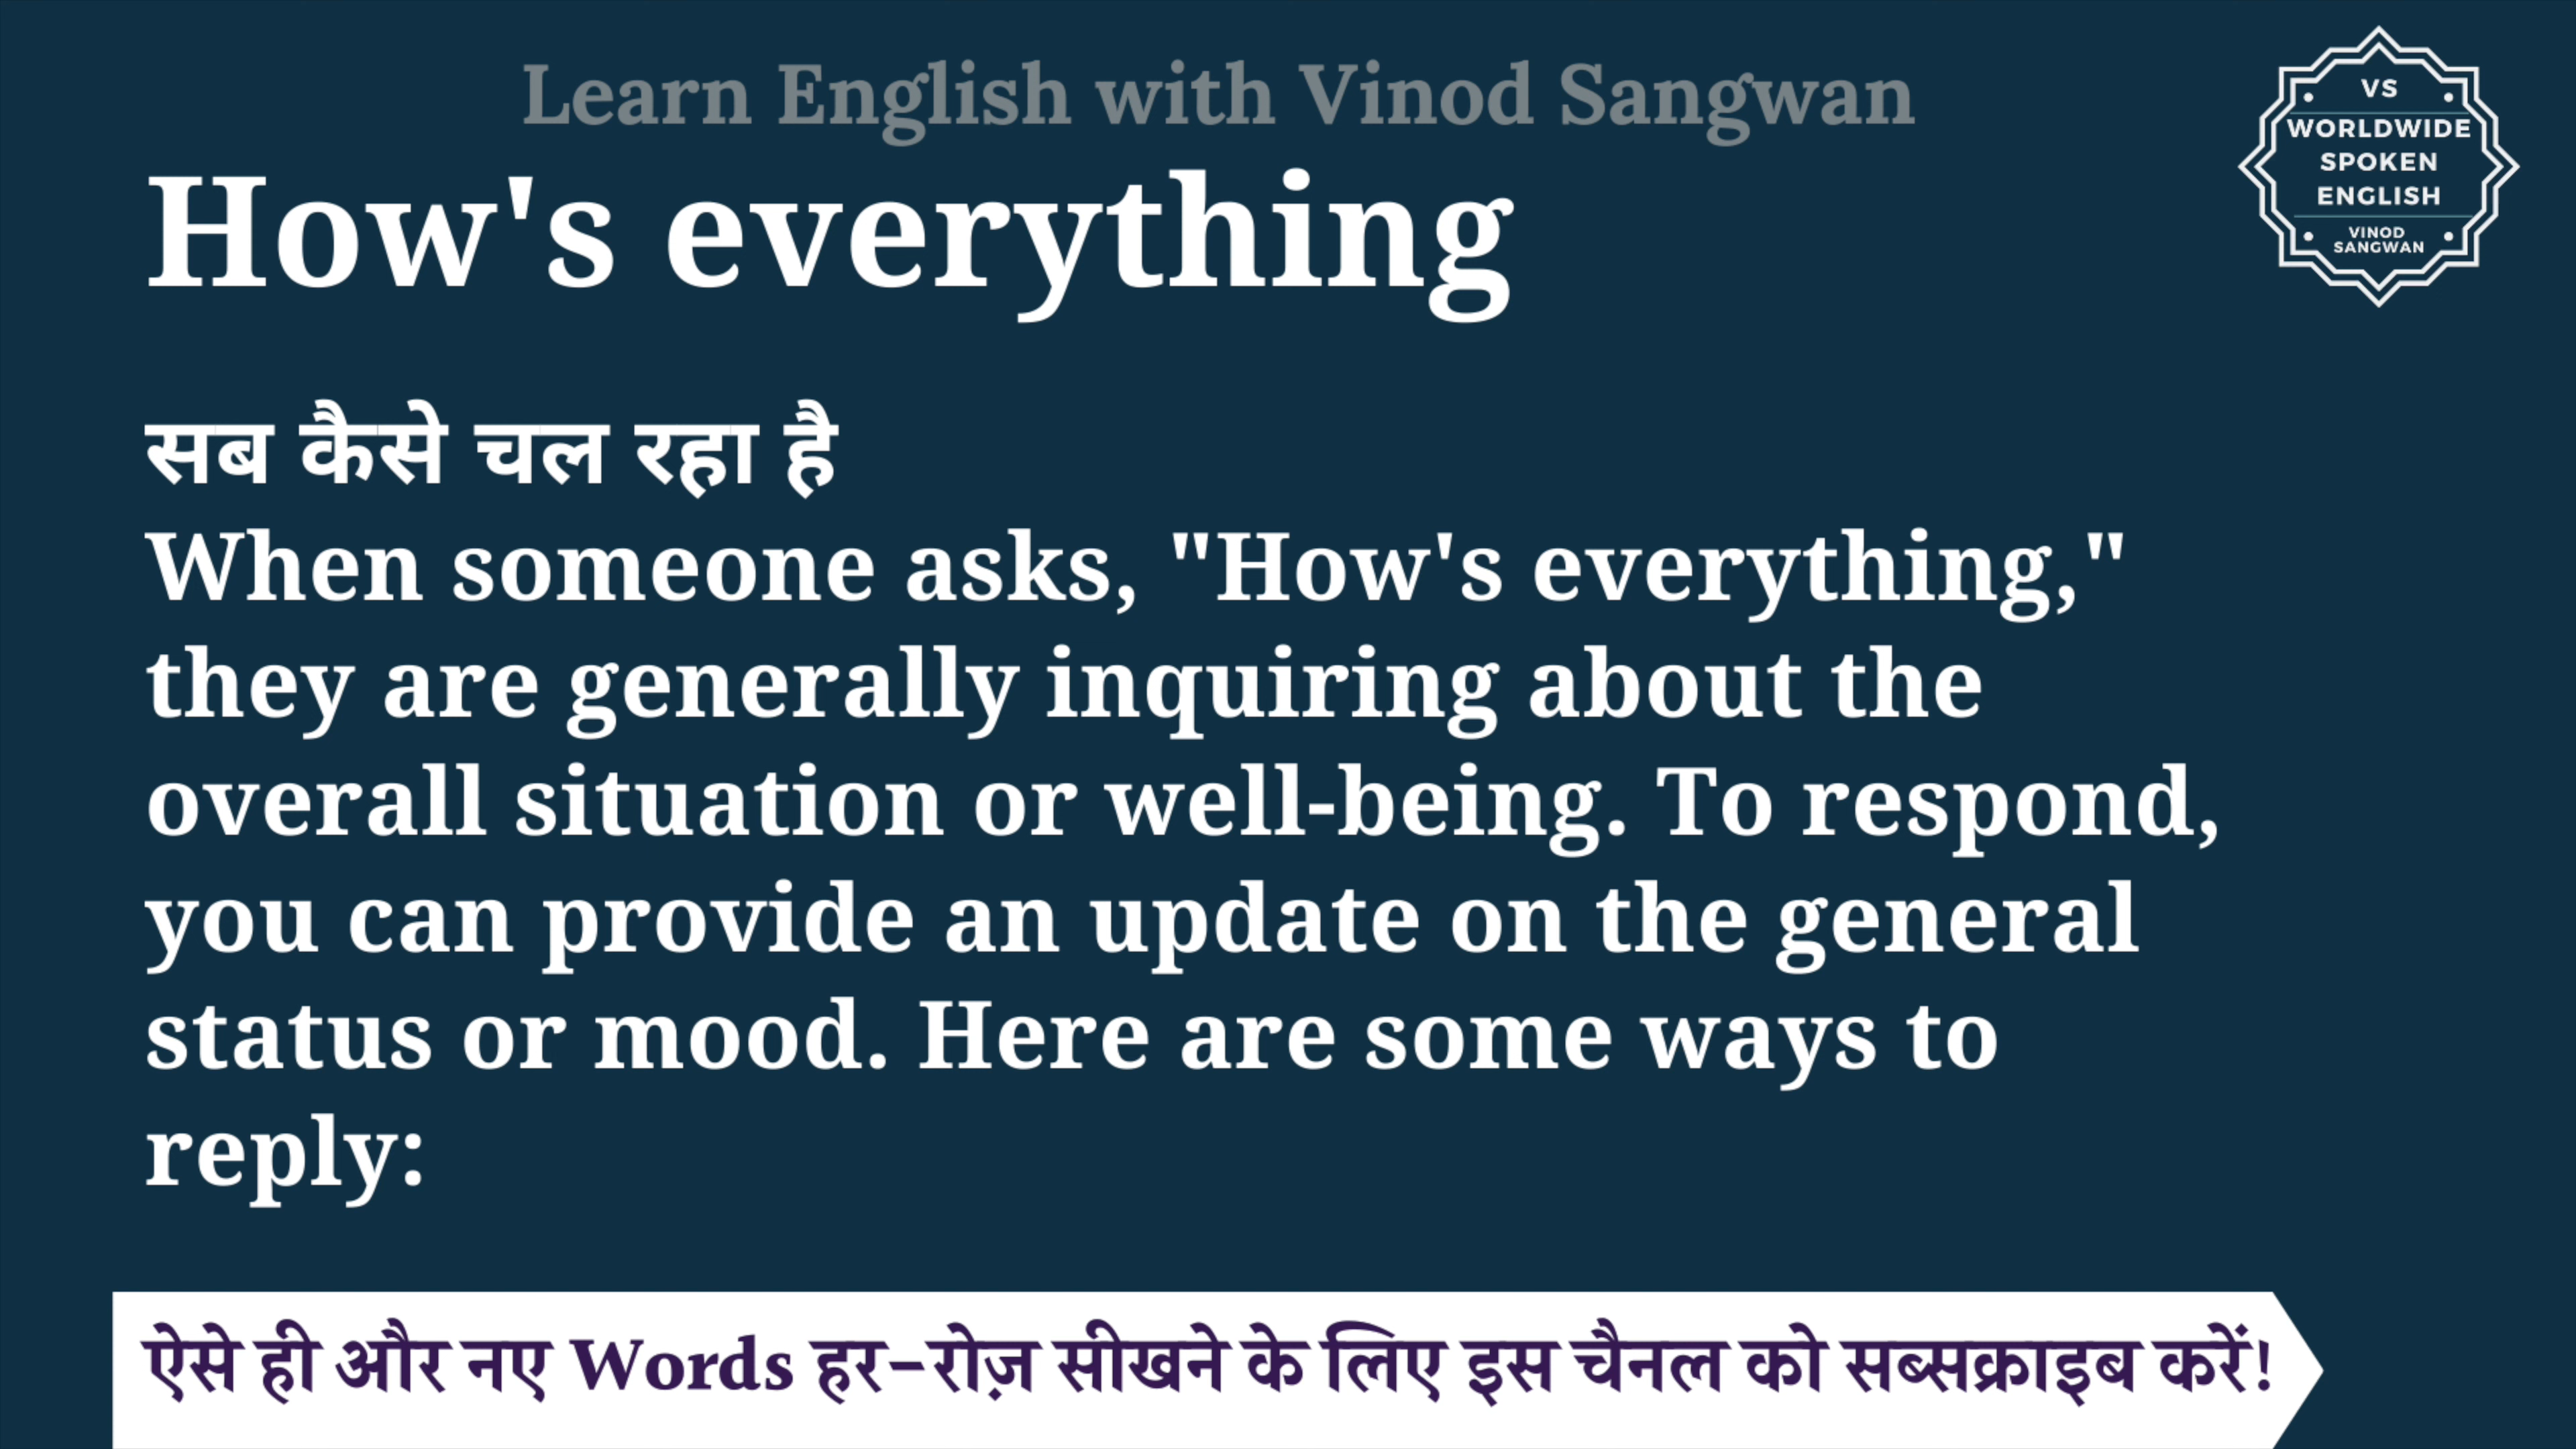 Learn English with Vinod Sangwan
VS
WORLDWIDE
SPOKEN
ENGLISH
VINOD
SANGWAN
How's everything
सब कैसे चल रहा है
When someone asks, "How's everything,"
they are generally inquiring about the
overall situation or well-being. To respond,
you can provide an update on the general
status or mood. Here are some ways to
reply:
ऐसे ही और नए Words हर-रोज़ सीखने के लिए इस चैनल को सब्सक्राइब करें!